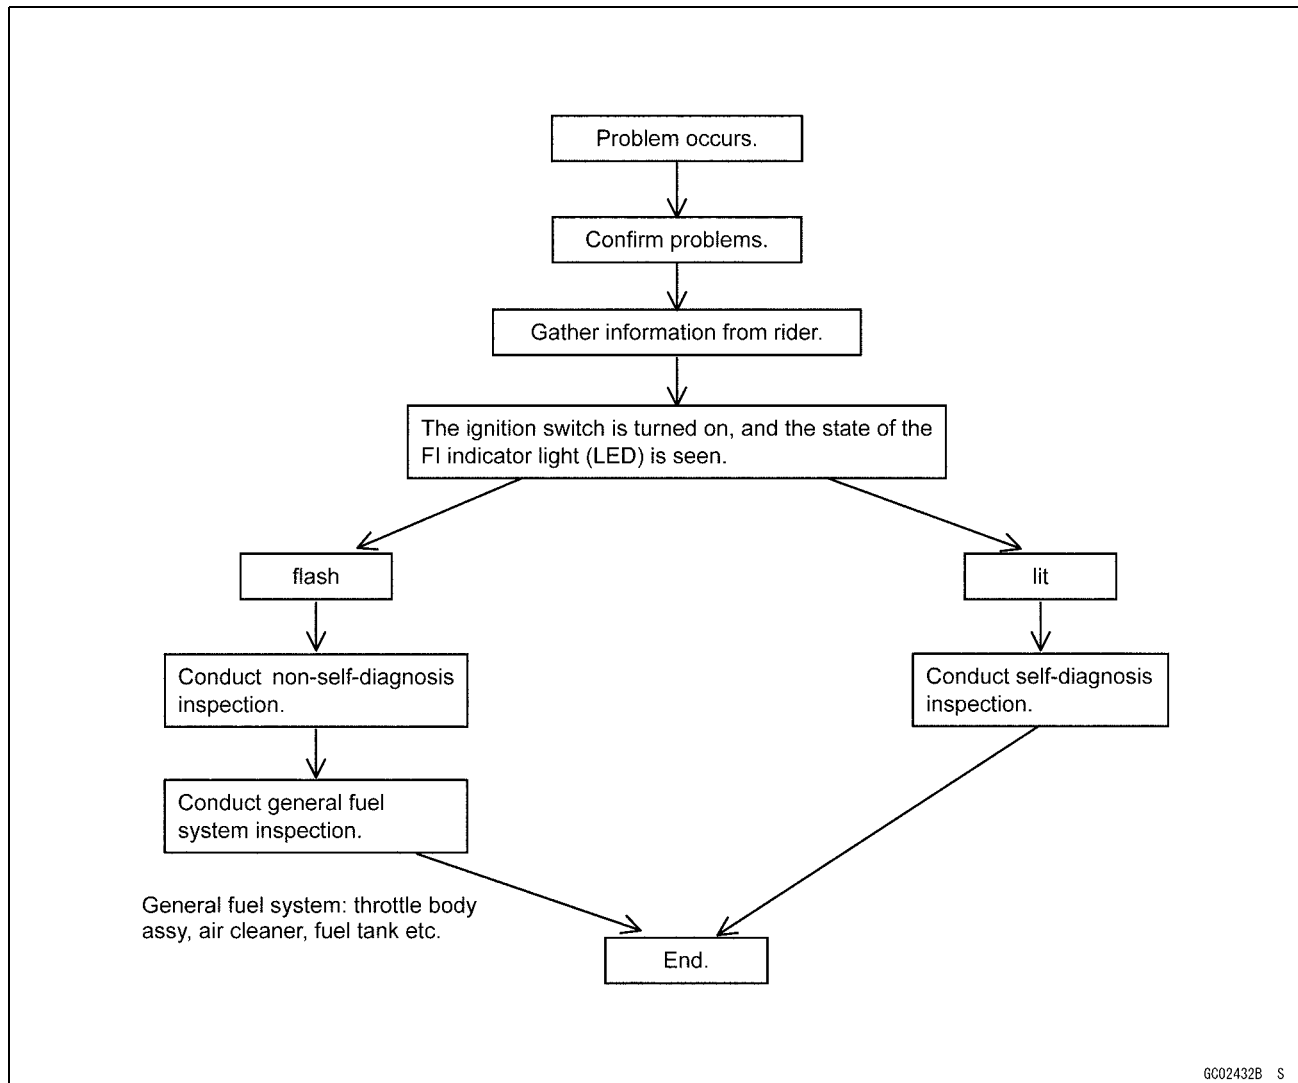 Problem occurs.
Confirm problems.
Gather information from rider.
The ignition switch is turned on, and the state of the
FI indicator light (LED) is seen.
flash
lit
Conduct non-self-diagnosis
inspection.
Conduct self-diagnosis
inspection.
Conduct general fuel
system inspection.
General fuel system: throttle body
assy, air cleaner, fuel tank etc.
End.
GC02432B S